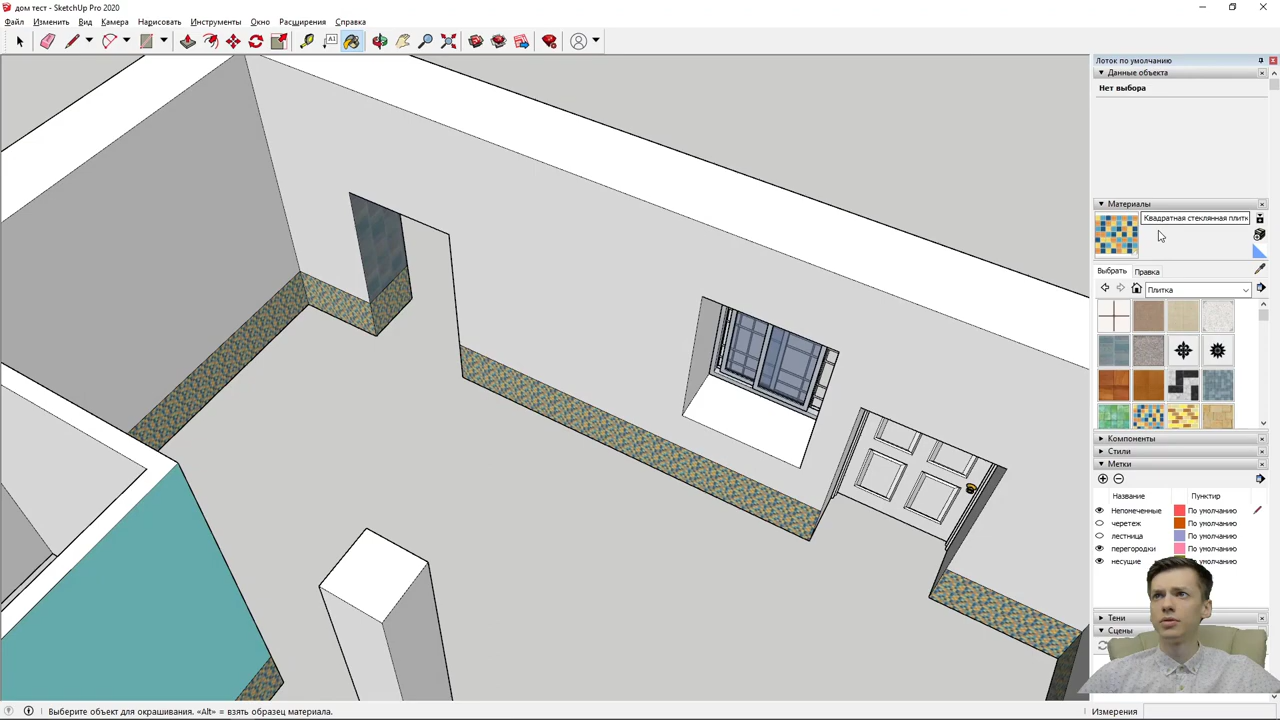 дом тест - SketchUp Pro 2020
Файл Изменить Вид Камера Нарисовать Инструменты Окно Расширения Справка
A1
Лоток по умолчанию
Данные объекта
Нет выбора
Материалы
Квадратная стеклянная плитк
Выбрать Правка
Плитка
Компоненты
Стили
Метки
Название Пунктир
Непомеченные По умолчанию
чертеж По умолчанию
лестница По умолчанию
перегородки По умолчанию
несущие По умолчанию
Тени
Сцены
Выберите объект для окрашивания. «Alt» = взять образец материала.
Измерения